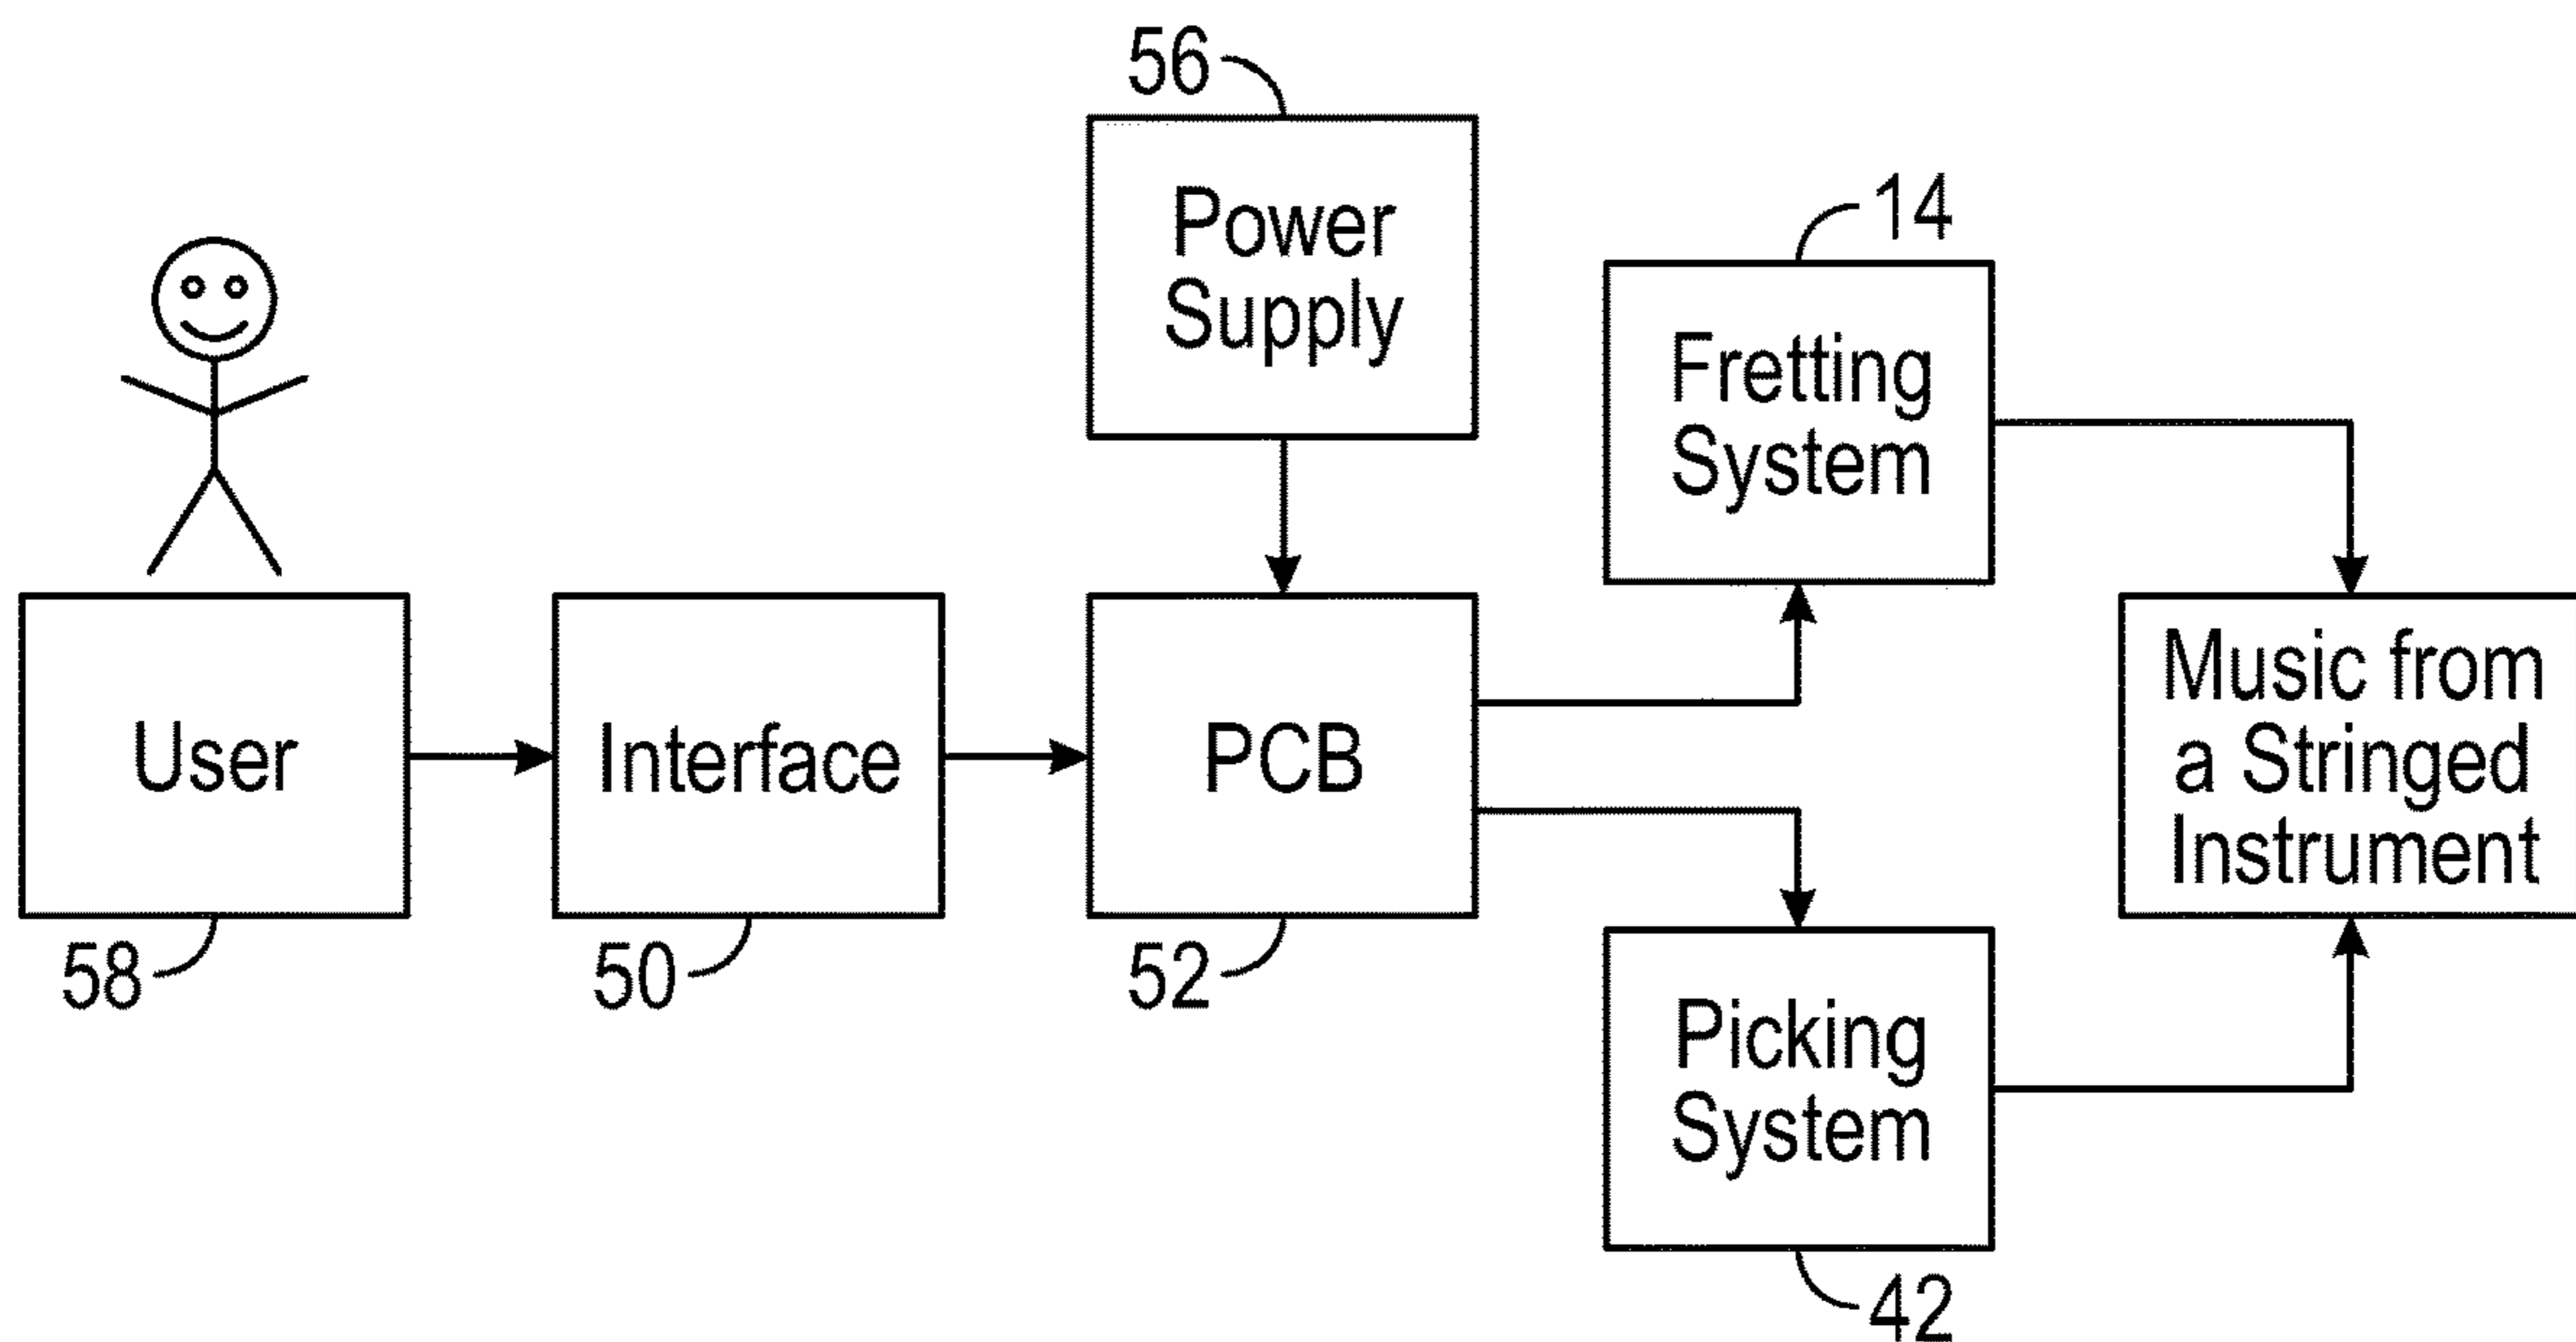 56
Power
Supply
14
Fretting
System
User
58
Interface
50
PCB
52
Music from
a Stringed
Instrument
Picking
System
42